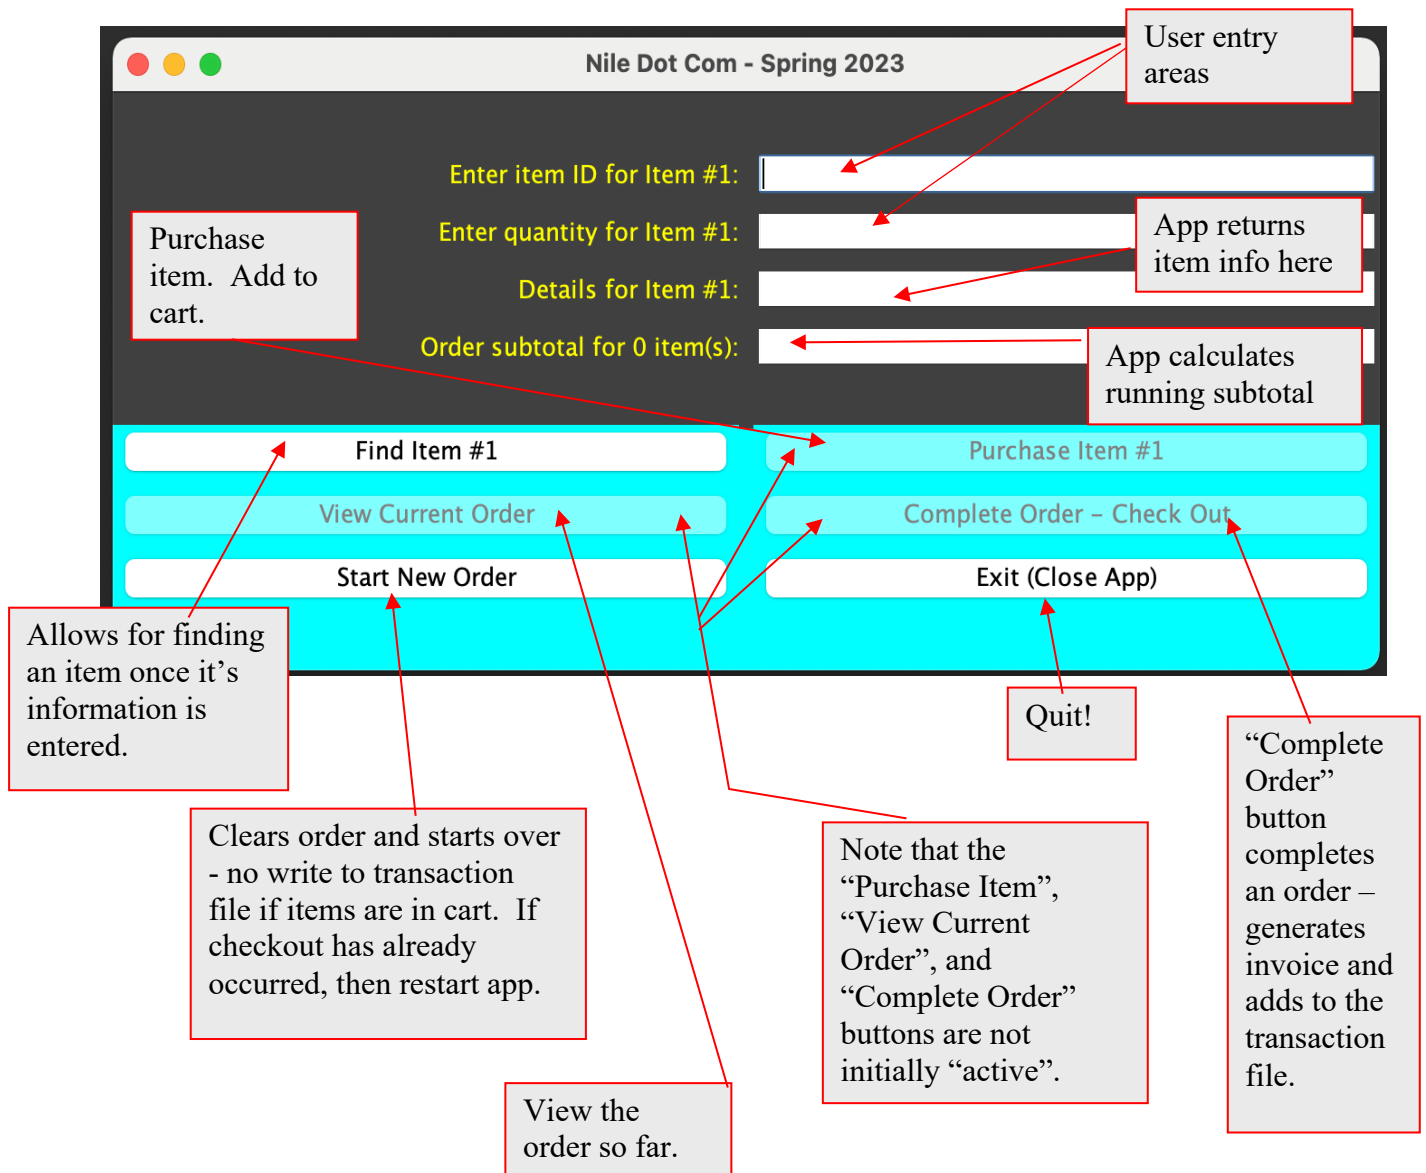 User entry
areas
Nile Dot Com - Spring 2023
Enter item ID for Item #1:
Enter quantity for Item #1:
Details for Item #1:
Order subtotal for 0 item(s):
Purchase
item.  Add to
cart.
App returns
item info here
App calculates
running subtotal
Find Item #1
Purchase Item #1
View Current Order
Complete Order – Check Out
Start New Order
Exit (Close App)
Allows for finding
an item once it’s
information is
entered.
Quit!
“Complete
Order”
button
completes
an order –
generates
invoice and
adds to the
transaction
file.
Clears order and starts over
- no write to transaction
file if items are in cart.  If
checkout has already
occurred, then restart app.
Note that the
“Purchase Item”,
“View Current
Order”, and
“Complete Order”
buttons are not
initially “active”.
View the
order so far.